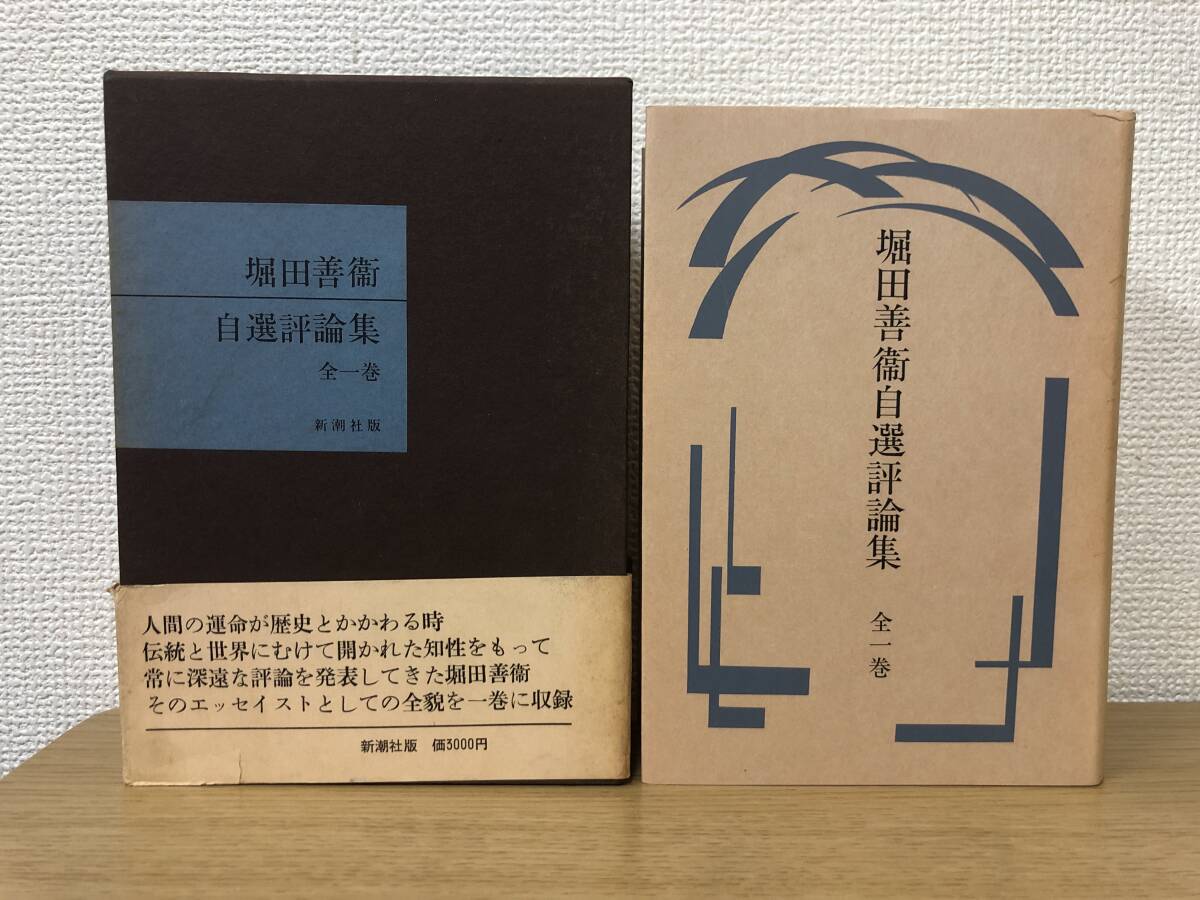 堀田善衞
自選評論集
全一巻
新潮社版
人間の運命が歴史とかかわる時
伝統と世界にむけて開かれた知性をもって
常に深遠な評論を発表してきた堀田善衞
そのエッセイストとしての全貌を一巻に収録
新潮社版 価3000円
堀田善衞自選評論集
全一巻